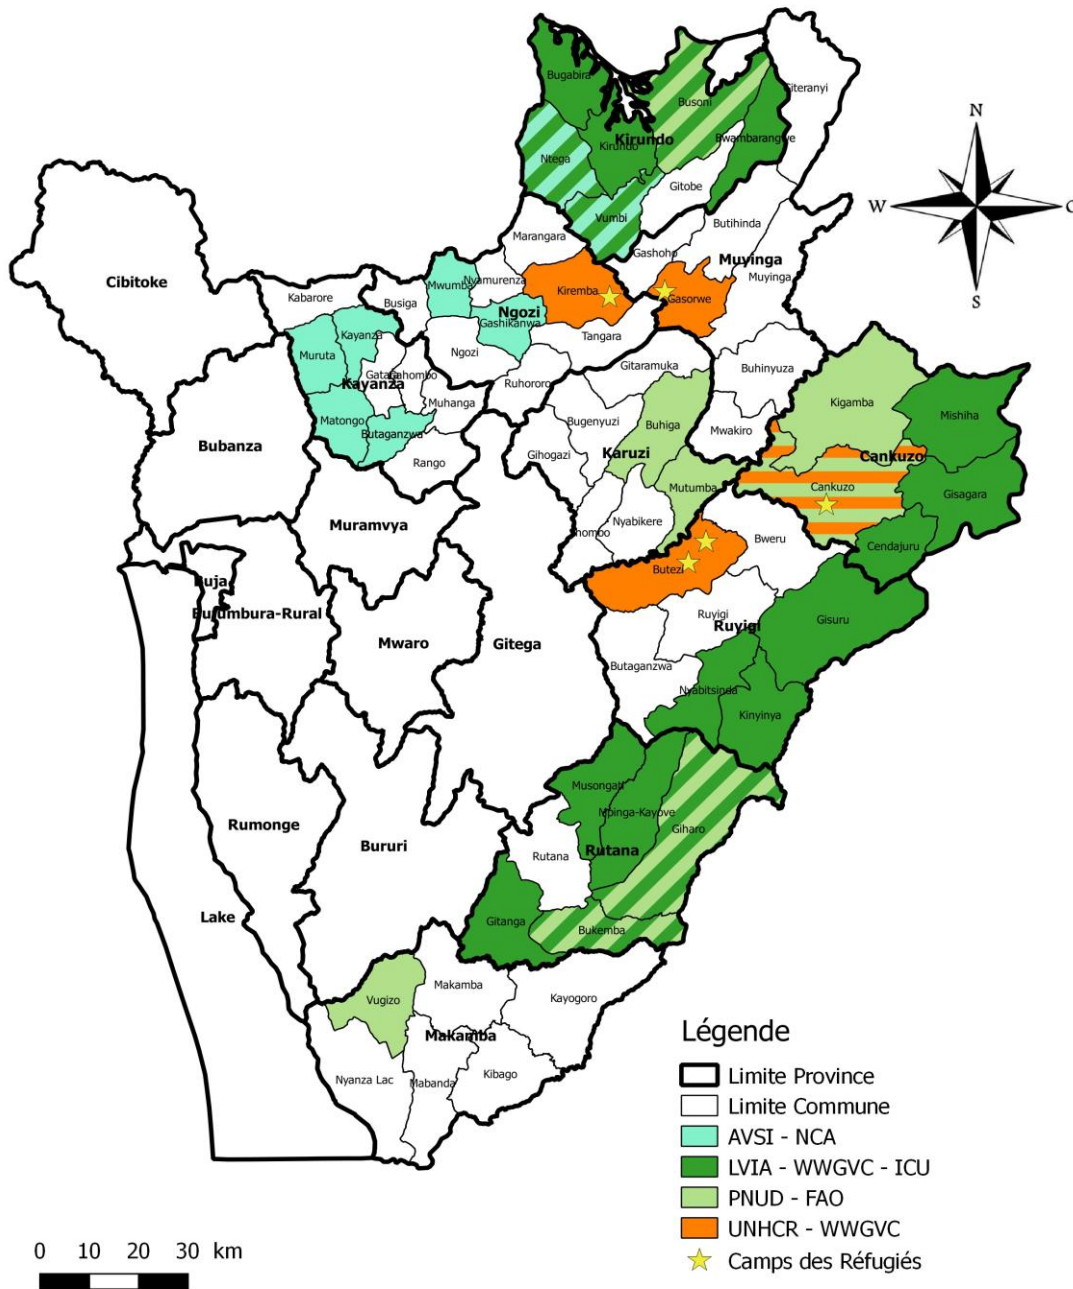 Bugabira
Busoni
Giteranyi
Kirundo
Kirundo
Bwambarangwe
Ntega
Gitobe
Vumbi
N
W
S
Marangara
Butihinda
Gashoho
Muyinga
Muyinga
Cibitoke
Kabarore
Busiga
Mwumba
Nyamurenza
Kiremba
Gasorwe
Ngozi
Gashikanwa
Tangara
Kayanza
Muruta
Ngozi
Gahombo
Kayanza
Ruhororo
Gitaramuka
Buhinyuza
Muhanga
Matongo
Butaganzwa
Rango
Bubanza
Bugenyuzi
Buhiga
Mwakiro
Kigamba
Mishiha
Gihogazi
Karuzi
Cankuzo
Mutumba
Cankuzo
Gisagara
Nyabikere
Muramvya
Bweru
Cendajuru
Butezi
Buja
Bujumbura-Rural
Mwaro
Gitega
Ruyigi
Ruyigi
Gisuru
Butaganzwa
Nyabitsinda
Kinyinya
Musongati
Mpinga-Kayove
Giharo
Rumonge
Bururi
Rutana
Rutana
Lake
Gitanga
Bukemba
Vugizo
Makamba
Kayogoro
Makamba
Nyanza Lac
Mabanda
Kibago
Légende
Limite Province
Limite Commune
AVSI - NCA
LVIA - WWGVC - ICU
PNUD - FAO
UNHCR - WWGVC
Camps des Réfugiés
0 10 20 30 km